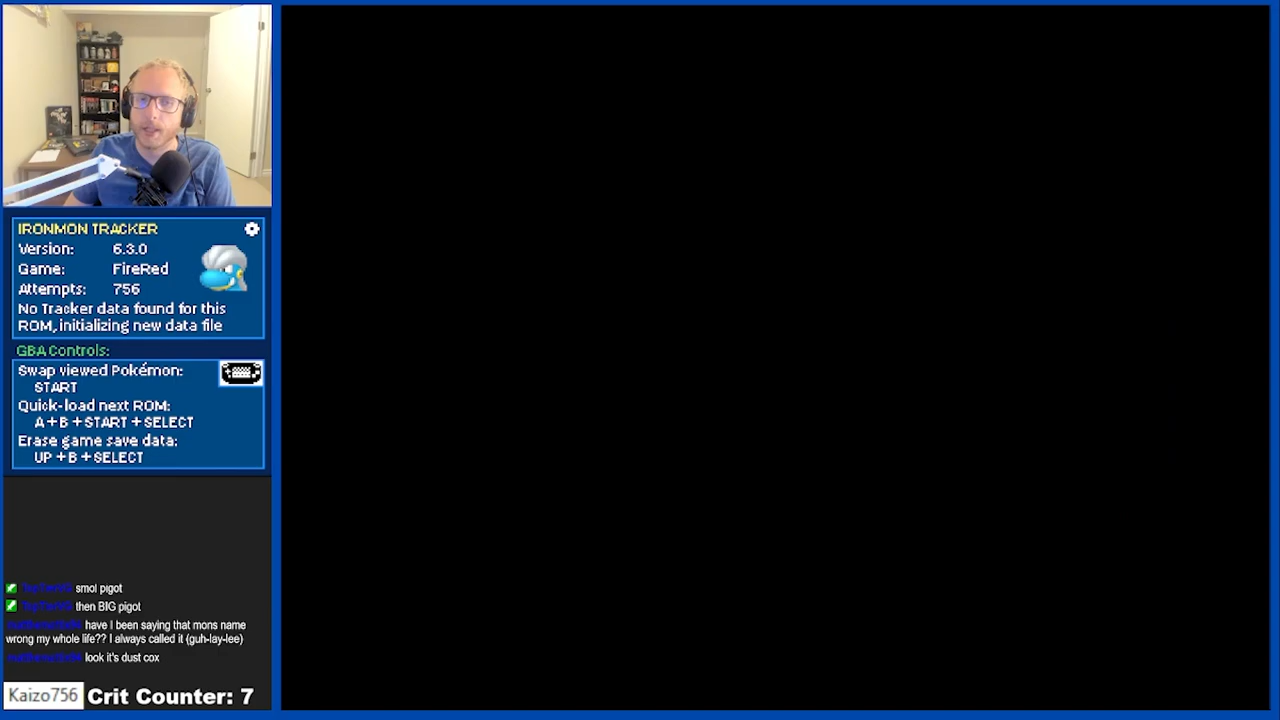 IRONMON TRACKER
Version: 6.3.0
Game: FireRed
Attempts: 756
No Tracker data found for this
ROM, initializing new data file
GBA Controls:
Swap viewed Pokémon:
START
Quick-load next ROM:
A + B + START + SELECT
Erase game save data:
UP + B + SELECT
smol pigot
then BIG pigot
have I been saying that mons name
wrong my whole life?? I always called it (guh-lay-lee)
look it's dust cox
Kaizo756 Crit Counter: 7